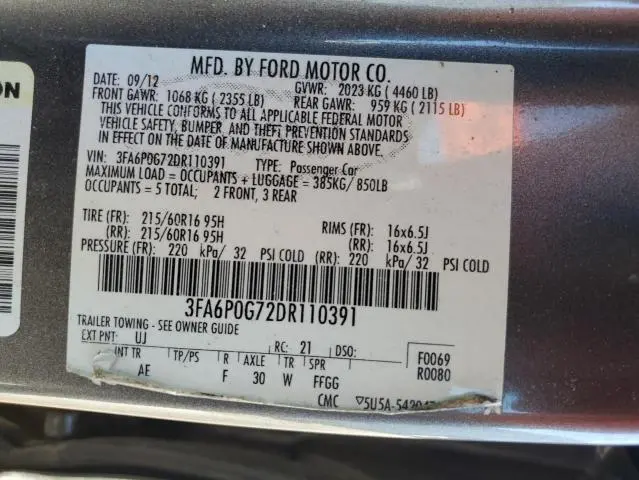 ON
MFD. BY FORD MOTOR CO.
DATE: 09/12 GVWR: 2023 KG ( 4460 LB)
FRONT GAWR: 1068 KG ( 2355 LB) REAR GAWR: 959 KG ( 2115 LB)
THIS VEHICLE CONFORMS TO ALL APPLICABLE FEDERAL MOTOR
VEHICLE SAFETY, BUMPER, AND THEFT PREVENTION STANDARDS
IN EFFECT ON THE DATE OF MANUFACTURE SHOWN ABOVE.
VIN: 3FA6P0G72DR110391 TYPE: Passenger Car
MAXIMUM LOAD = OCCUPANTS + LUGGAGE = 385KG/ 850LB
OCCUPANTS = 5 TOTAL; 2 FRONT, 3 REAR
TIRE (FR): 215/60R16 95H RIMS (FR): 16x6.5J
(RR): 215/60R16 95H (RR): 16x6.5J
PRESSURE (FR): 220 kPa/ 32 PSI COLD (RR): 220 kPa/ 32 PSI COLD
3FA6P0G72DR110391
TRAILER TOWING - SEE OWNER GUIDE
EXT PNT: UJ RC: 21 DSO: F0069
INT TR TP/PS R AXLE TR SPR R0080
AE F 30 W FFGG
CMC ▽5U5A-